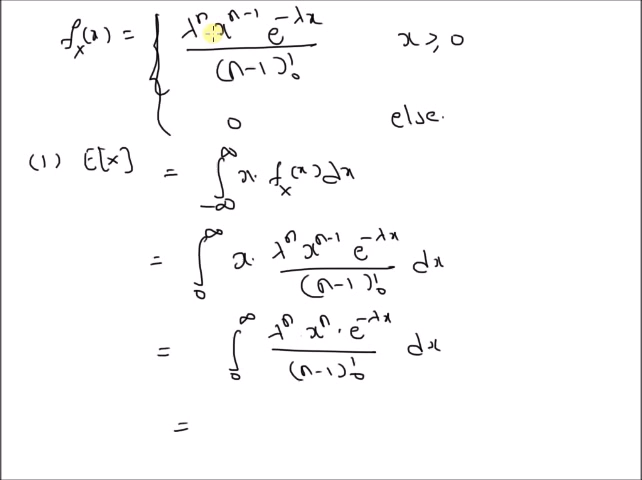 f_X(x) = { λ^n x^{n-1} e^{-λx} / (n-1)! x ≥ 0
0 else.
(1) E[X] = ∫_{-∞}^{∞} x. f_X(x) dx
= ∫_0^∞ x. λ^n x^{n-1} e^{-λx} / (n-1)! dx
= ∫_0^∞ λ^n. x^n. e^{-λx} / (n-1)! dx
=